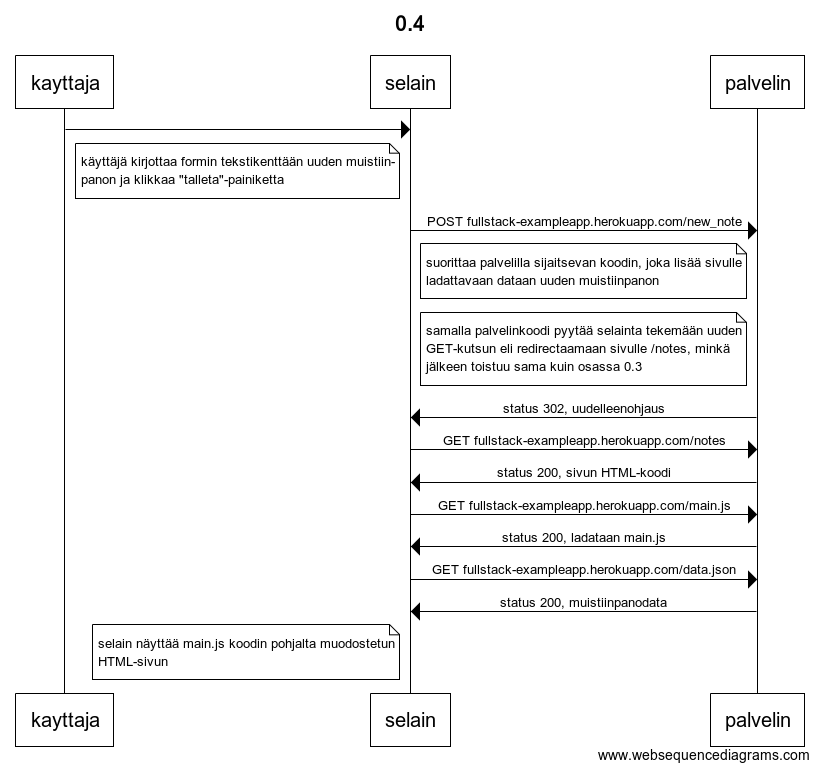 0.4
kayttaja
selain
palvelin
käyttäjä kirjottaa formin tekstikenttään uuden muistiin-
panon ja klikkaa "talleta"-painiketta
POST fullstack-exampleapp.herokuapp.com/new_note
suorittaa palvelilla sijaitsevan koodin, joka lisää sivulle
ladattavaan dataan uuden muistiinpanon
samalla palvelinkoodi pyytää selainta tekemään uuden
GET-kutsun eli redirectaamaan sivulle /notes, minkä
jälkeen toistuu sama kuin osassa 0.3
status 302, uudelleenohjaus
GET fullstack-exampleapp.herokuapp.com/notes
status 200, sivun HTML-koodi
GET fullstack-exampleapp.herokuapp.com/main.js
status 200, ladataan main.js
GET fullstack-exampleapp.herokuapp.com/data.json
status 200, muistiinpanodata
selain näyttää main.js koodin pohjalta muodostetun
HTML-sivun
kayttaja
selain
palvelin
www.websequencediagrams.com